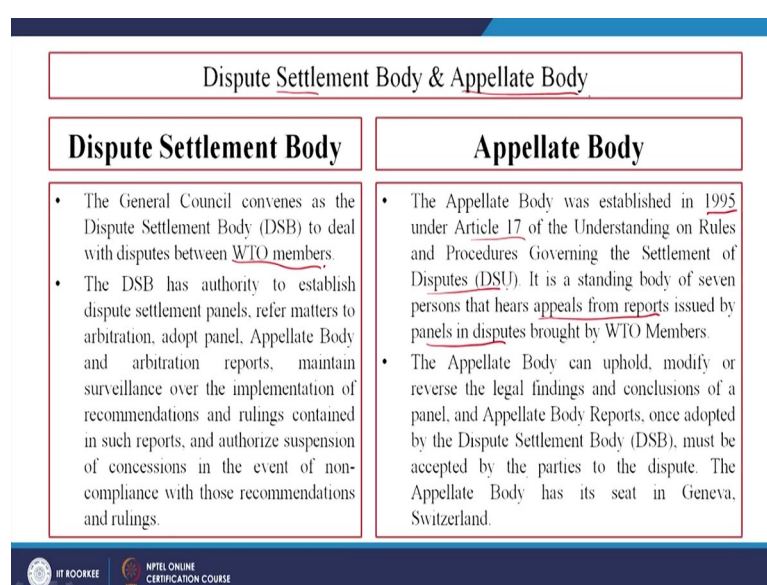 Dispute Settlement Body & Appellate Body
Dispute Settlement Body
• The General Council convenes as the
Dispute Settlement Body (DSB) to deal
with disputes between WTO members.
• The DSB has authority to establish
dispute settlement panels, refer matters to
arbitration, adopt panel, Appellate Body
and arbitration reports, maintain
surveillance over the implementation of
recommendations and rulings contained
in such reports, and authorize suspension
of concessions in the event of non-
compliance with those recommendations
and rulings.
Appellate Body
• The Appellate Body was established in 1995
under Article 17 of the Understanding on Rules
and Procedures Governing the Settlement of
Disputes (DSU). It is a standing body of seven
persons that hears appeals from reports issued by
panels in disputes brought by WTO Members.
• The Appellate Body can uphold, modify or
reverse the legal findings and conclusions of a
panel, and Appellate Body Reports, once adopted
by the Dispute Settlement Body (DSB), must be
accepted by the parties to the dispute. The
Appellate Body has its seat in Geneva,
Switzerland.
IIT ROORKEE
NPTEL ONLINE
CERTIFICATION COURSE